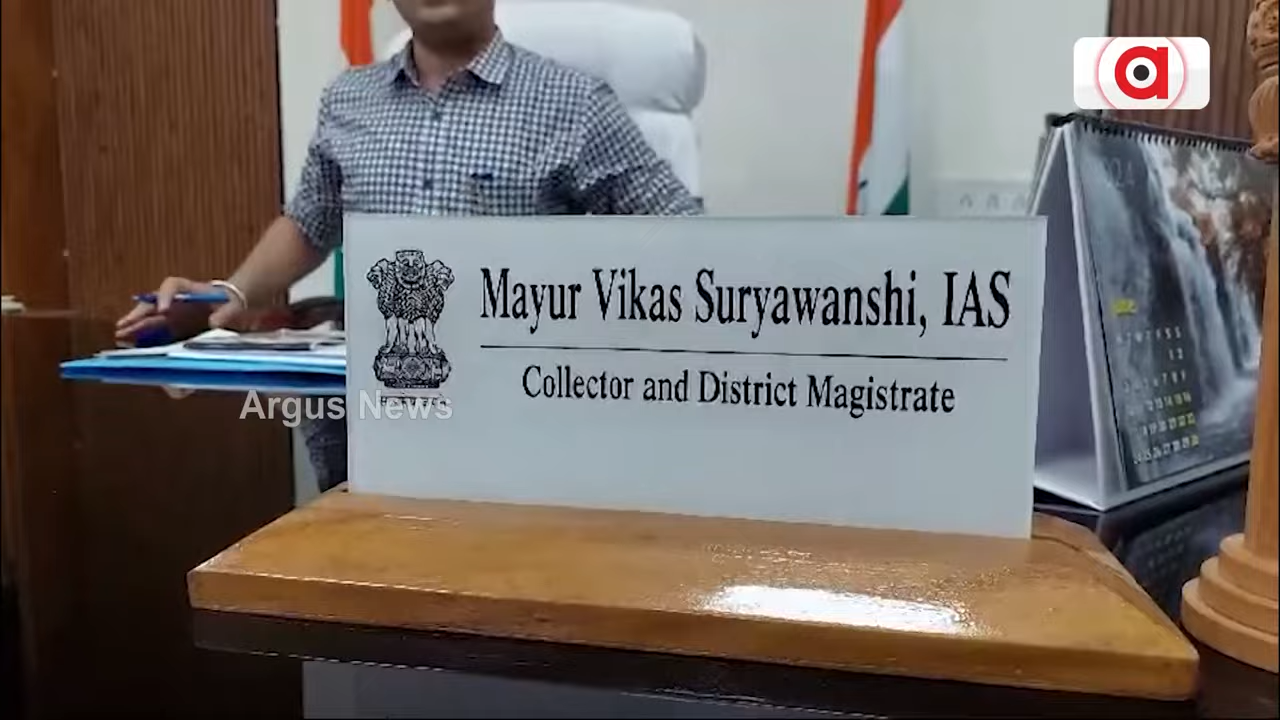 Mayur Vikas Suryawanshi, IAS
Collector and District Magistrate
Argus News